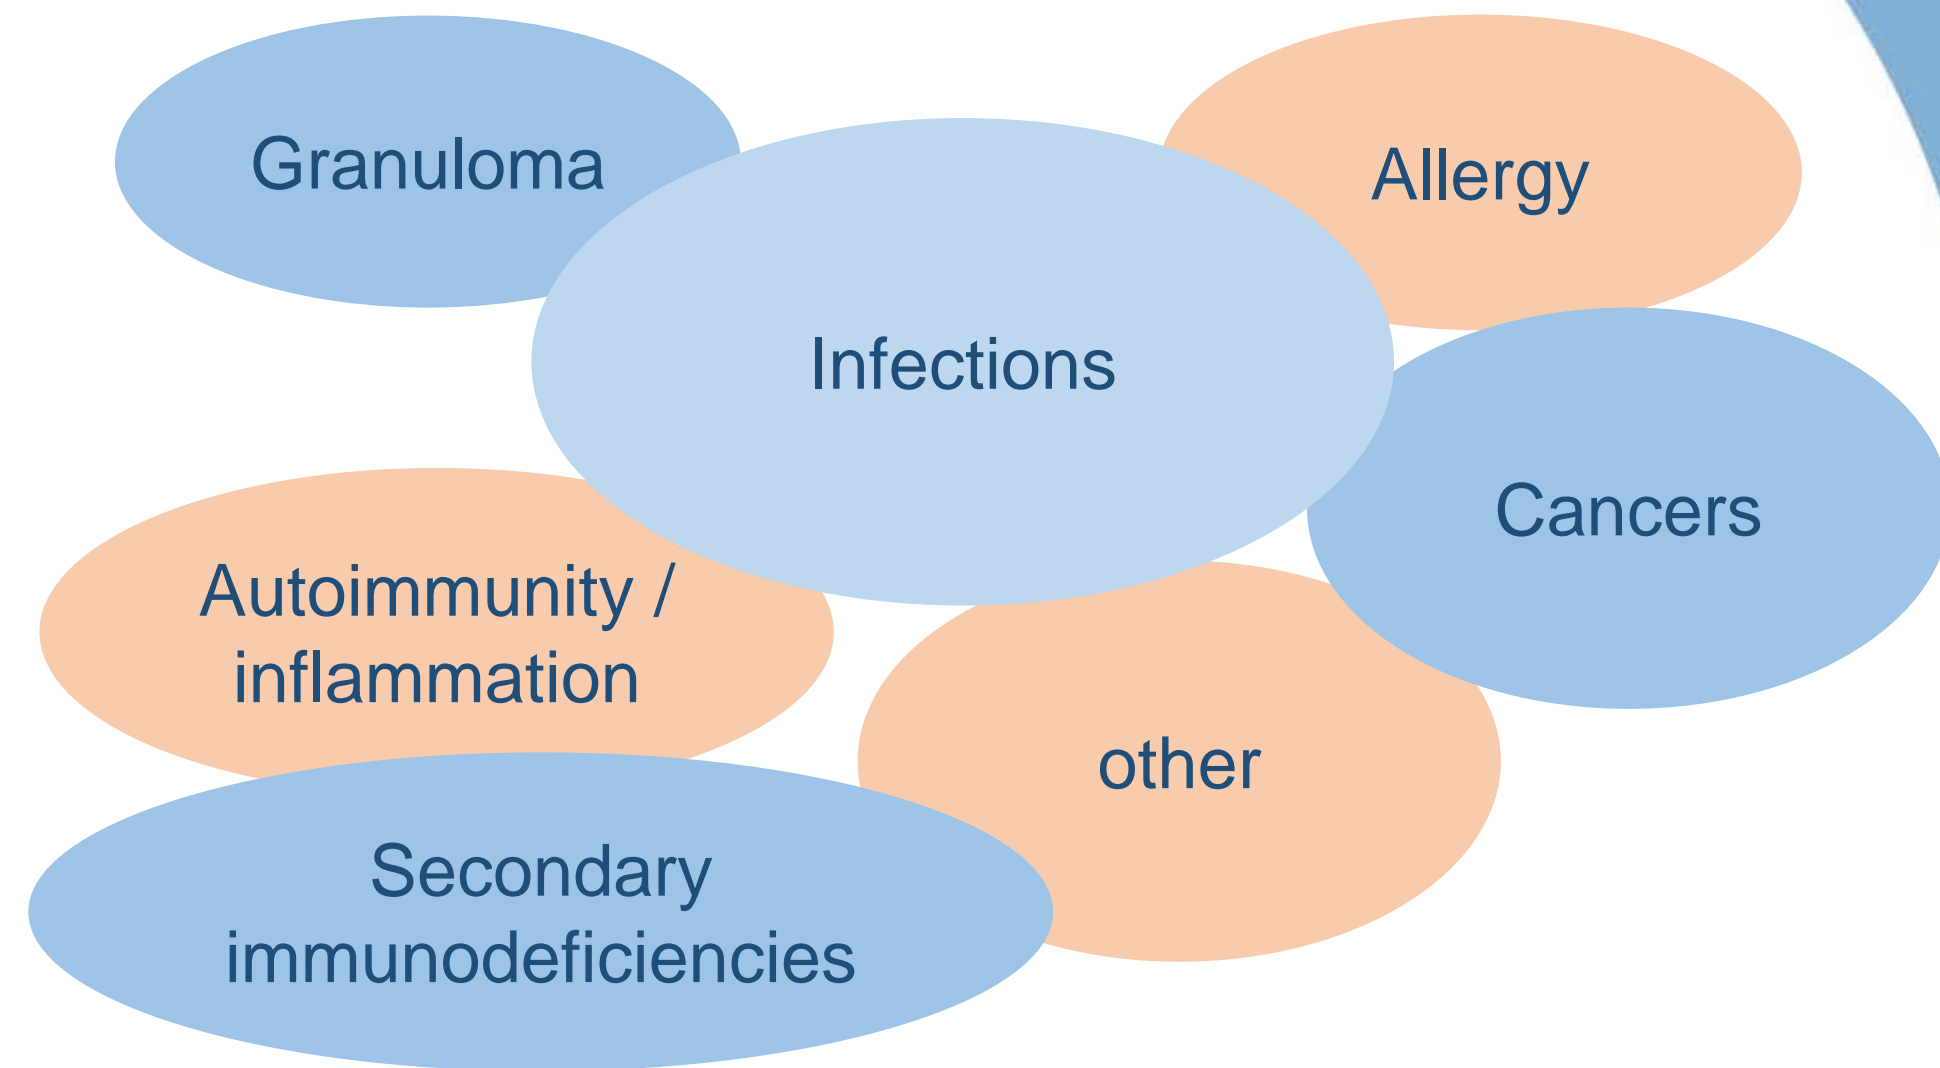 Granuloma
Allergy
Infections
Cancers
Autoimmunity /
inflammation
other
Secondary
immunodeficiencies